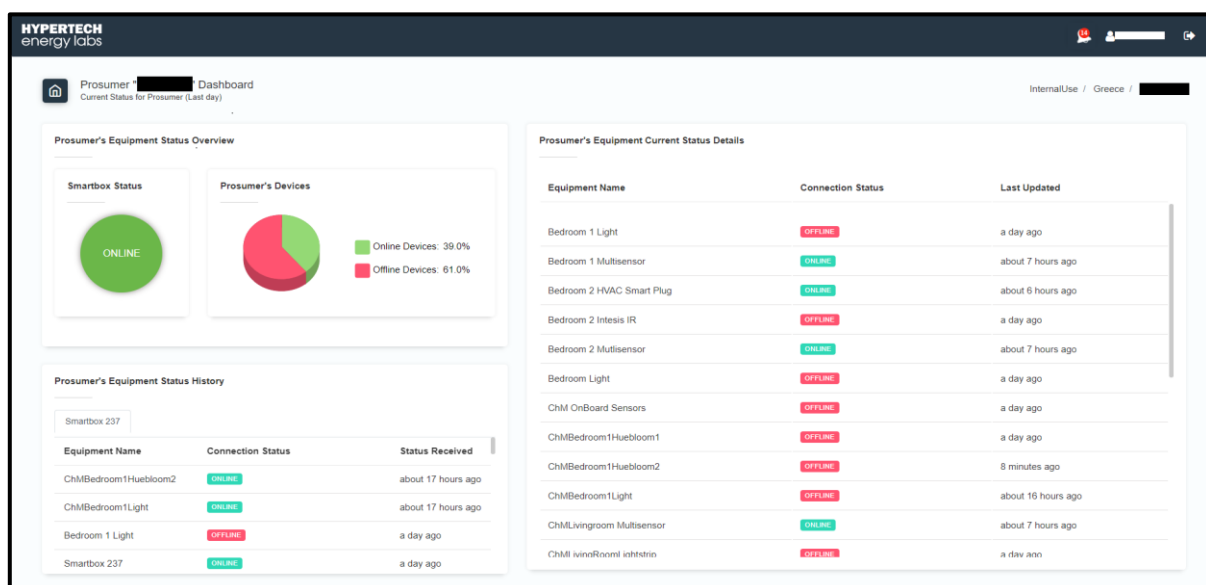 HYPERTECH
energy labs
14
Prosumer " " Dashboard
Current Status for Prosumer (Last day)
InternalUse / Greece /
Prosumer's Equipment Status Overview
Smartbox Status
ONLINE
Prosumer's Devices
Online Devices: 39.0%
Offline Devices: 61.0%
Prosumer's Equipment Status History
Smartbox 237
Equipment Name Connection Status Status Received
ChMBedroom1Huebloom2 ONLINE about 17 hours ago
ChMBedroom1Light ONLINE about 17 hours ago
Bedroom 1 Light OFFLINE a day ago
Smartbox 237 ONLINE a day ago
Prosumer's Equipment Current Status Details
Equipment Name Connection Status Last Updated
Bedroom 1 Light OFFLINE a day ago
Bedroom 1 Multisensor ONLINE about 7 hours ago
Bedroom 2 HVAC Smart Plug ONLINE about 6 hours ago
Bedroom 2 Intesis IR OFFLINE a day ago
Bedroom 2 Mutlisensor ONLINE about 7 hours ago
Bedroom Light OFFLINE a day ago
ChM OnBoard Sensors OFFLINE a day ago
ChMBedroom1Huebloom1 OFFLINE a day ago
ChMBedroom1Huebloom2 OFFLINE 8 minutes ago
ChMBedroom1Light OFFLINE about 16 hours ago
ChMLivingroom Multisensor ONLINE about 7 hours ago
ChMLivingRoomLightstrip OFFLINE a day ago